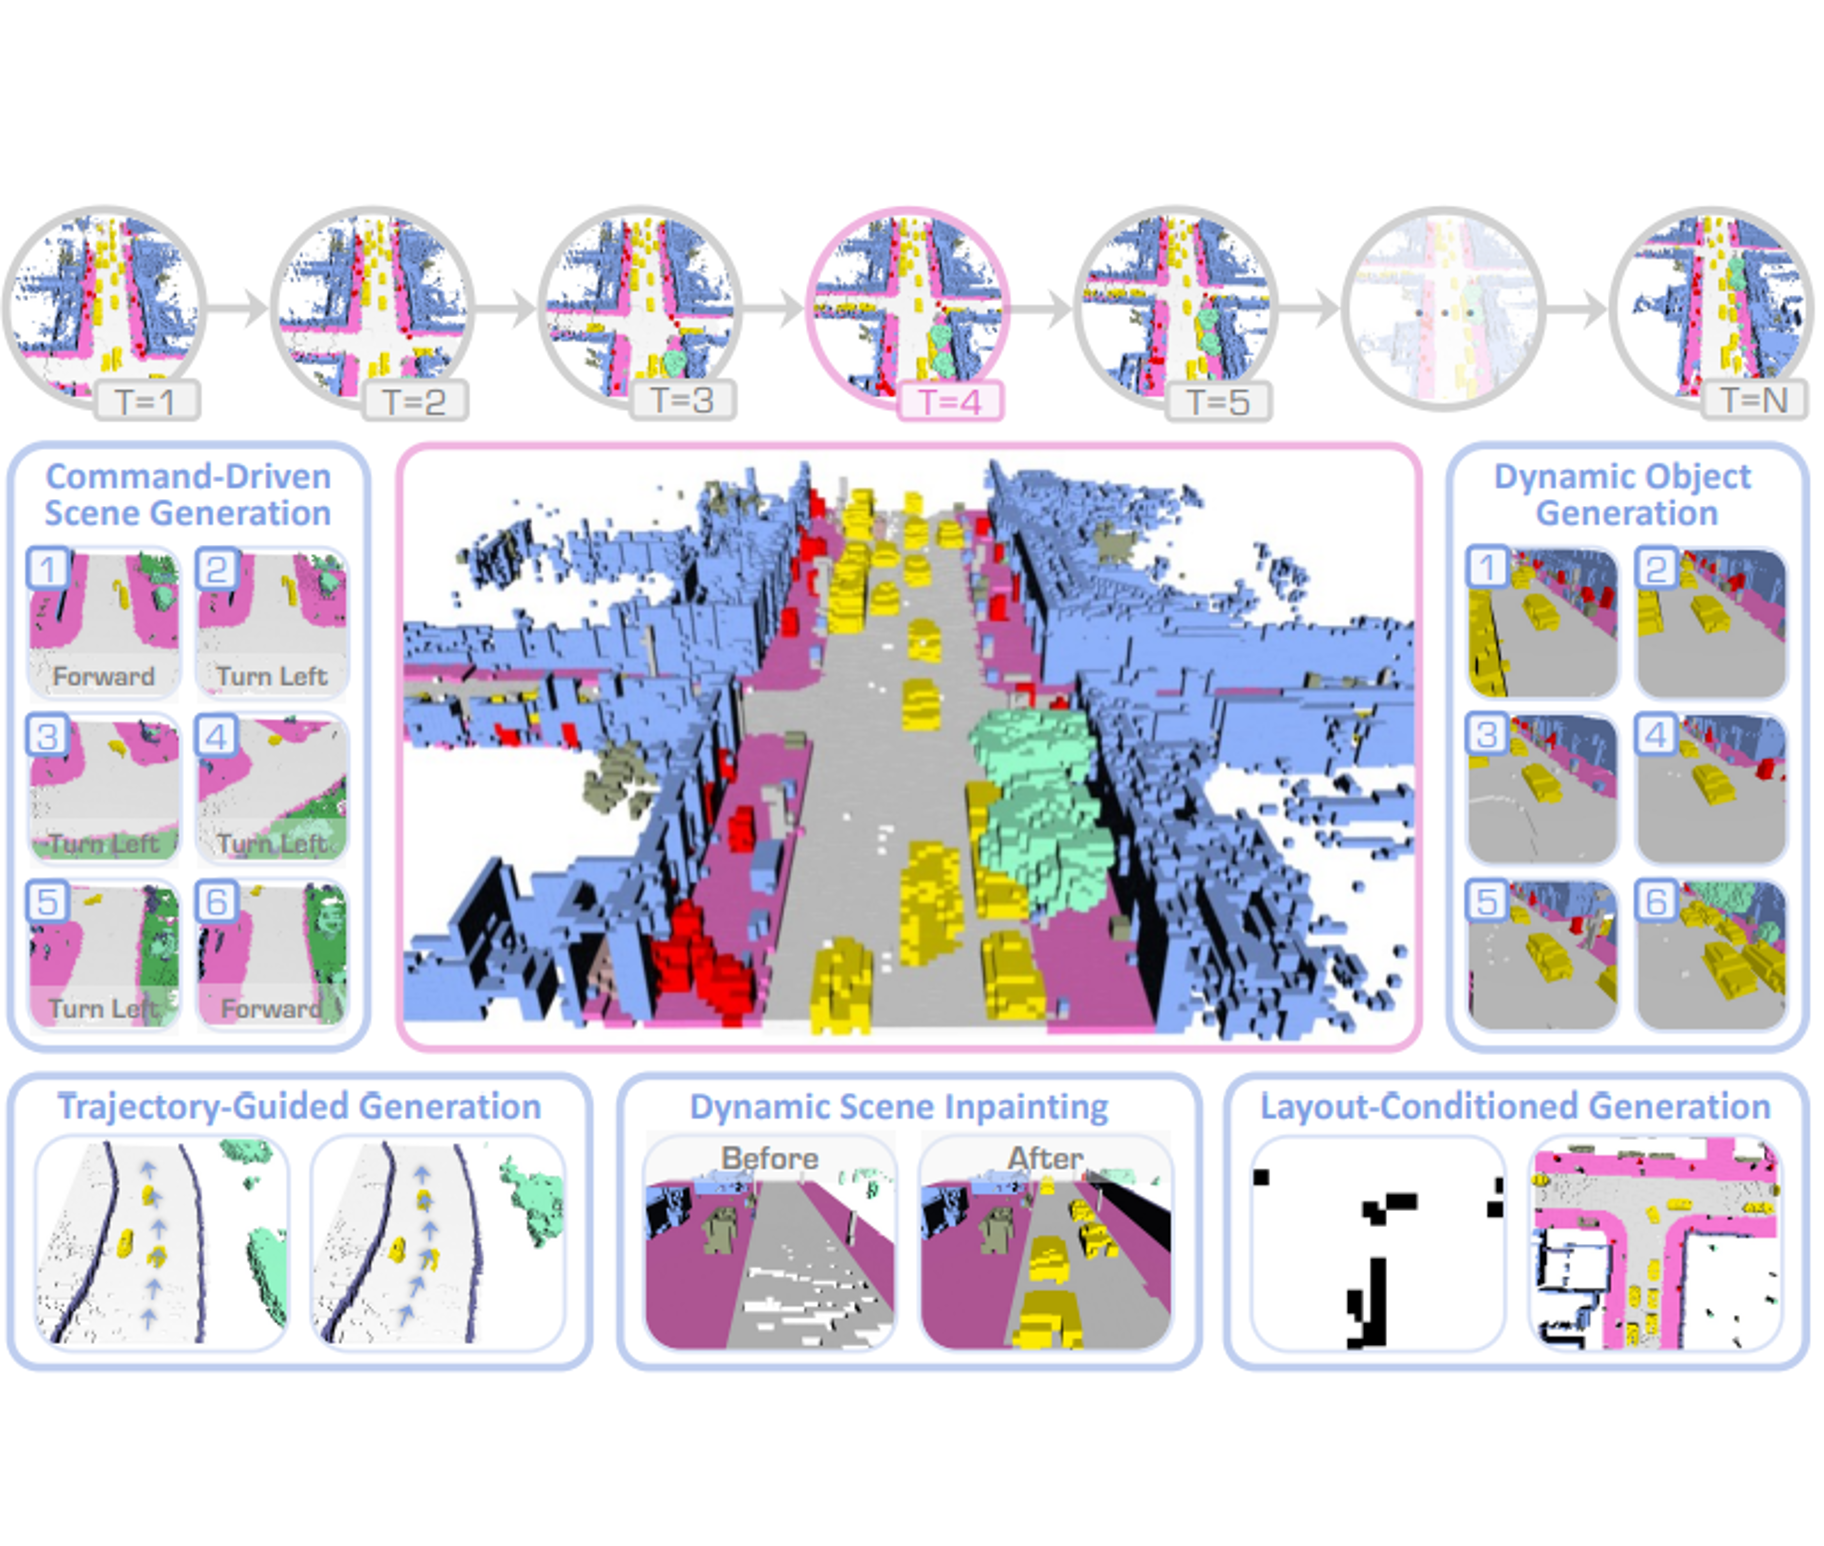 T=1
T=2
T=3
T=4
T=5
T=N
Command-Driven
Scene Generation
1
Forward
2
Turn Left
3
Turn Left
4
Turn Left
5
Turn Left
6
Forward
Dynamic Object
Generation
1
2
3
4
5
6
Trajectory-Guided Generation
Dynamic Scene Inpainting
Before
After
Layout-Conditioned Generation